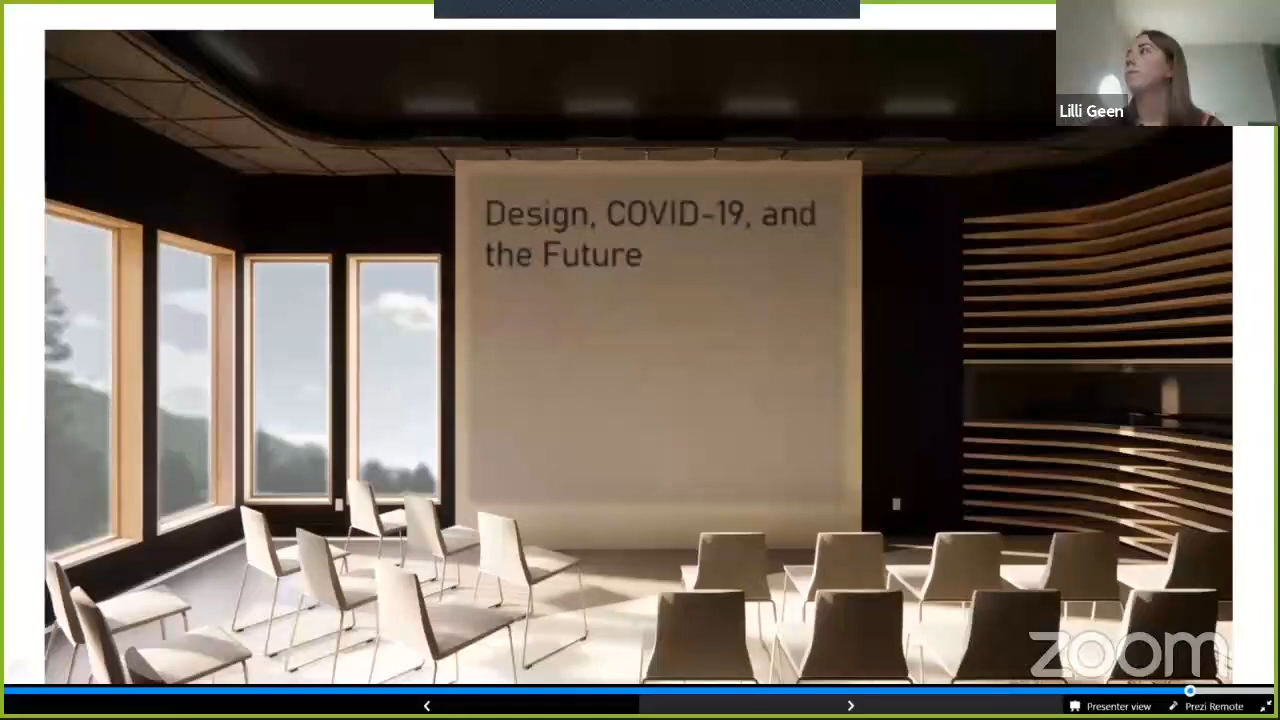 Lilli Geen
Design, COVID-19, and
the Future
zoom
Presenter view
Prezi Remote